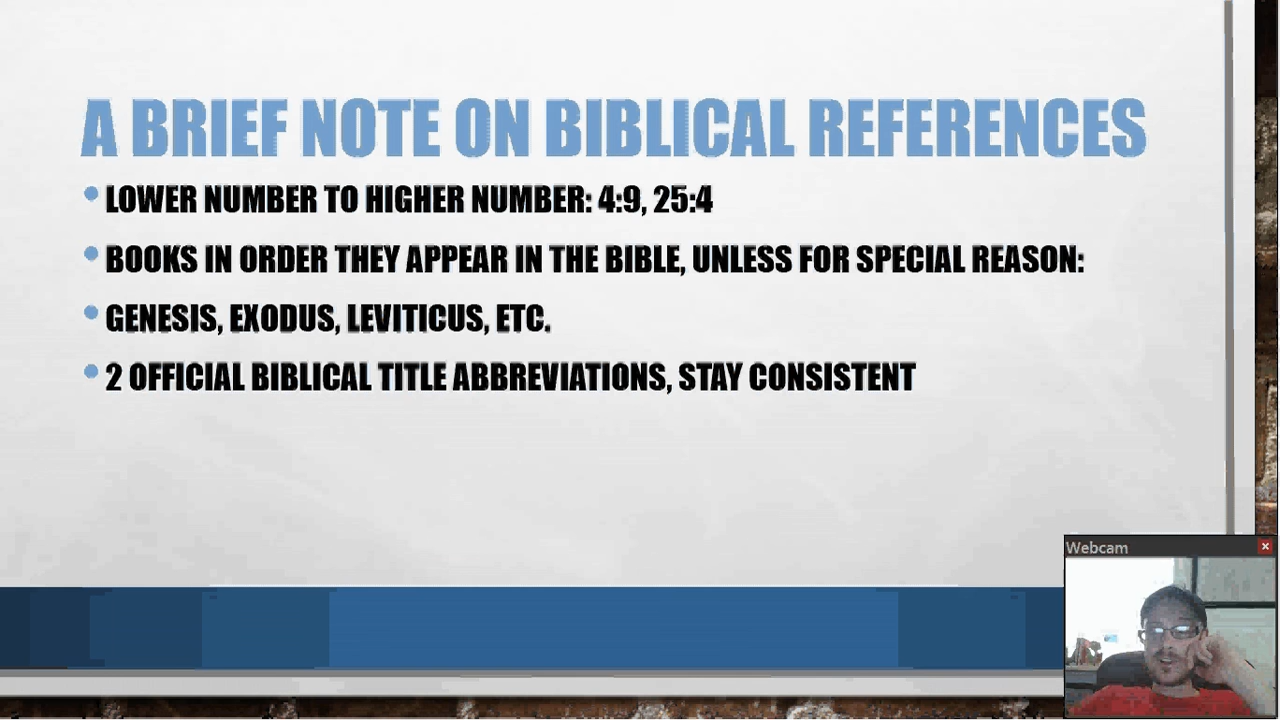 A BRIEF NOTE ON BIBLICAL REFERENCES
LOWER NUMBER TO HIGHER NUMBER: 4:9, 25:4
BOOKS IN ORDER THEY APPEAR IN THE BIBLE, UNLESS FOR SPECIAL REASON:
GENESIS, EXODUS, LEVITICUS, ETC.
2 OFFICIAL BIBLICAL TITLE ABBREVIATIONS, STAY CONSISTENT
Webcam